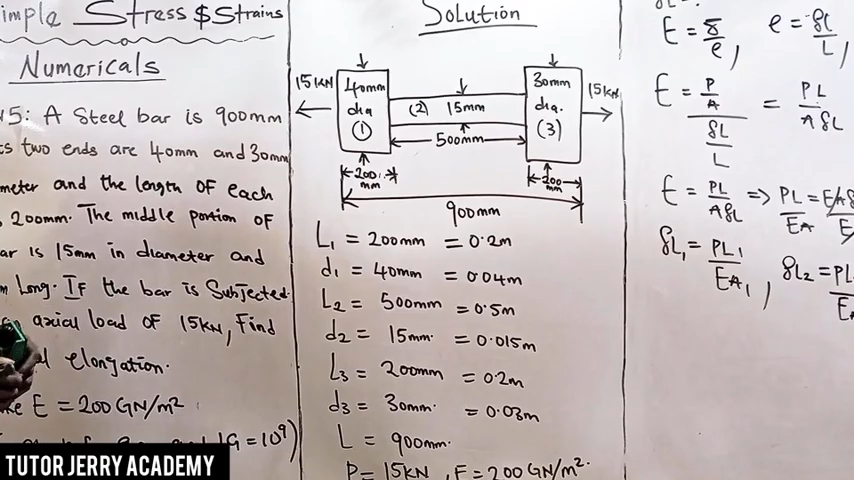 imple Stress $ Strains
Numericals
5: A Steel bar is 900mm
ts two ends are 40mm and 30mm
meter and the length of each
200mm. The middle portion of
ar is 15mm in diameter and
m Long. If the bar is Subjected
axial load of 15KN, Find
elongation.
ke E = 200 GN/m²
G = 10⁹)
TUTOR JERRY ACADEMY
Solution
15KN
40mm
dia
(1)
(2) 15mm
30mm
dia.
(3)
15KN
500mm
200
mm
200
mm
900mm
L₁ = 200mm = 0.2m
d₁ = 40mm = 0.04m
L₂ = 500mm = 0.5m
d₂ = 15mm. = 0.015m
L₃ = 200mm = 0.2m
d₃ = 30mm. = 0.03m
L = 900mm.
P = 15KN, E = 200 GN/m².
E = δ/e, e = δL/L,
E = P/A / δL/L = PL/AδL
E = PL/AδL => PL/EA = EAδ/E
δL₁ = PL₁/EA₁, δL₂ = PL/EA